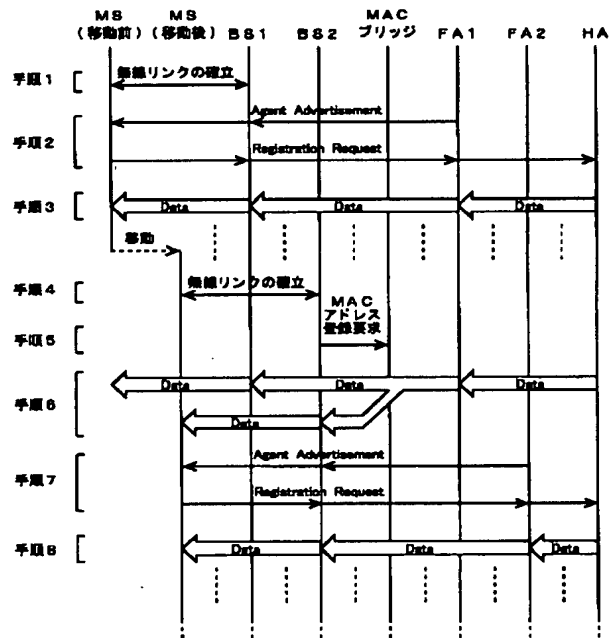 MS
(移動前)
MS
(移動後)
BS1
BS2
MAC
ブリッジ
FA1
FA2
HA
手順1
無線リンクの確立
手順2
Agent Advertisement
Registration Request
手順3
Data
Data
Data
移動
手順4
無線リンクの確立
手順5
MAC
アドレス
登録要求
手順6
Data
Data
Data
Data
手順7
Agent Advertisement
Registration Request
手順8
Data
Data
Data